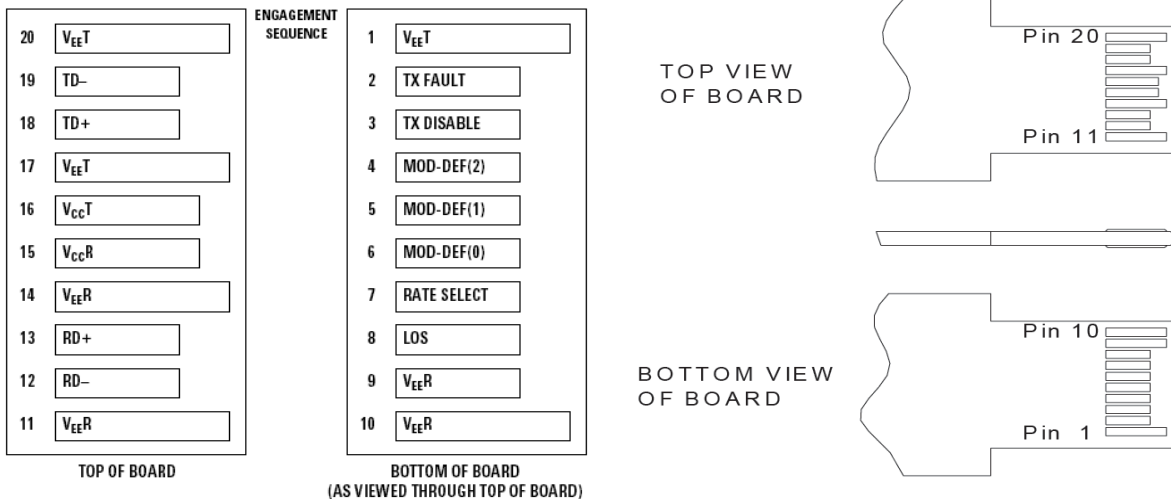 ENGAGEMENT
SEQUENCE
20 VEET
19 TD–
18 TD+
17 VEET
16 VCCT
15 VCCR
14 VEER
13 RD+
12 RD–
11 VEER
TOP OF BOARD
1 VEET
2 TX FAULT
3 TX DISABLE
4 MOD-DEF(2)
5 MOD-DEF(1)
6 MOD-DEF(0)
7 RATE SELECT
8 LOS
9 VEER
10 VEER
BOTTOM OF BOARD
(AS VIEWED THROUGH TOP OF BOARD)
TOP VIEW
OF BOARD
Pin 20
Pin 11
BOTTOM VIEW
OF BOARD
Pin 10
Pin 1